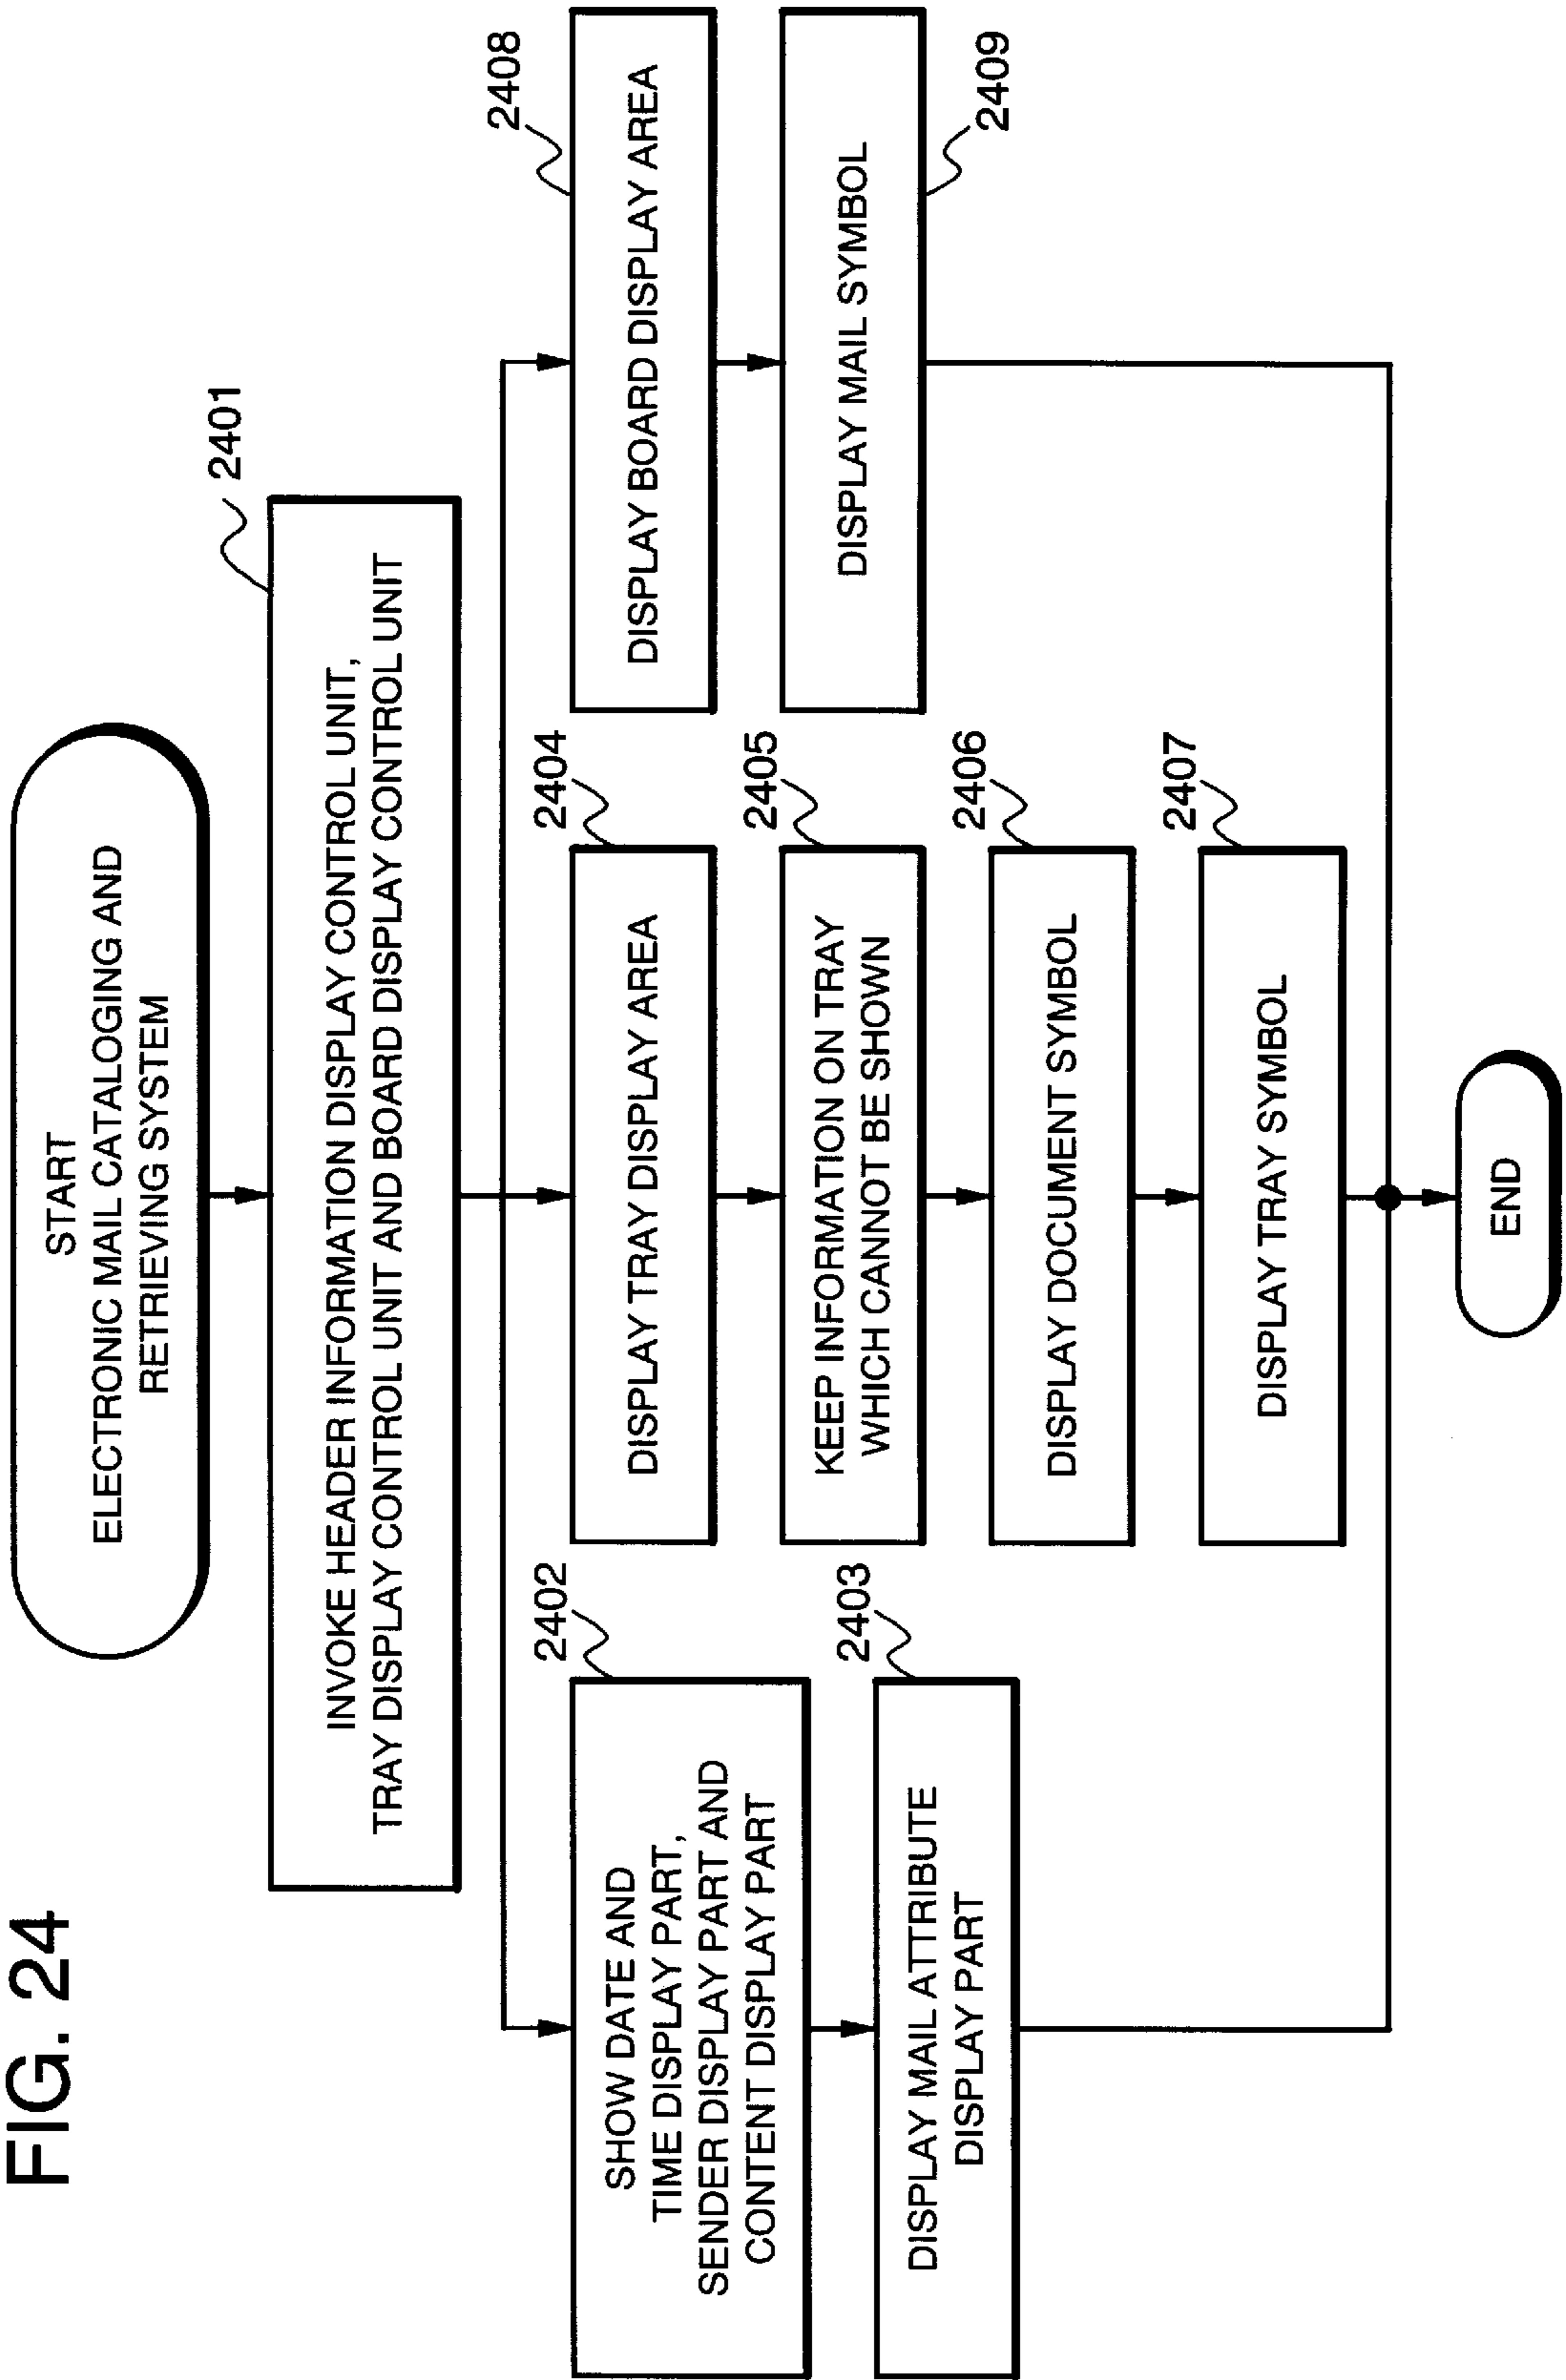 FIG. 24
START
ELECTRONIC MAIL CATALOGING AND
RETRIEVING SYSTEM
2401
INVOKE HEADER INFORMATION DISPLAY CONTROL UNIT,
TRAY DISPLAY CONTROL UNIT AND BOARD DISPLAY CONTROL UNIT
2402
SHOW DATE AND
TIME DISPLAY PART,
SENDER DISPLAY PART AND
CONTENT DISPLAY PART
2403
DISPLAY MAIL ATTRIBUTE
DISPLAY PART
2404
DISPLAY TRAY DISPLAY AREA
2405
KEEP INFORMATION ON TRAY
WHICH CANNOT BE SHOWN
2406
DISPLAY DOCUMENT SYMBOL
2407
DISPLAY TRAY SYMBOL
2408
DISPLAY BOARD DISPLAY AREA
DISPLAY MAIL SYMBOL
2409
END